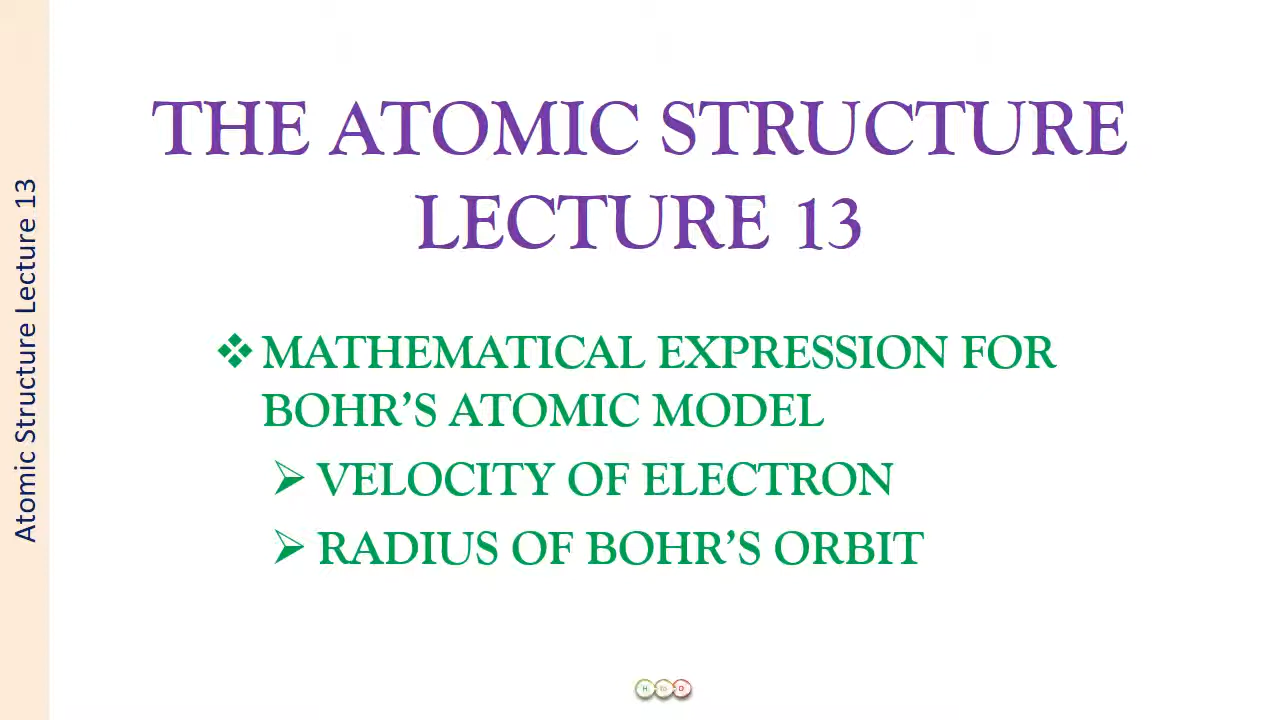 Atomic Structure Lecture 13
THE ATOMIC STRUCTURE
LECTURE 13
MATHEMATICAL EXPRESSION FOR
BOHR’S ATOMIC MODEL
VELOCITY OF ELECTRON
RADIUS OF BOHR’S ORBIT
H to D